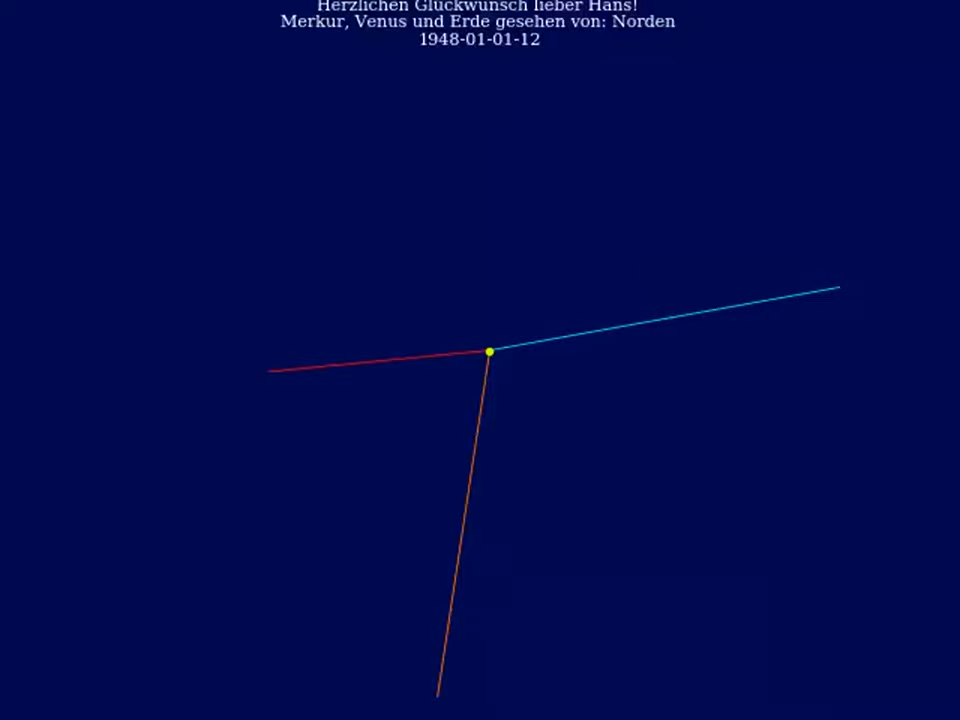 Herzlichen Glückwunsch lieber Hans!
Merkur, Venus und Erde gesehen von: Norden
1948-01-01-12